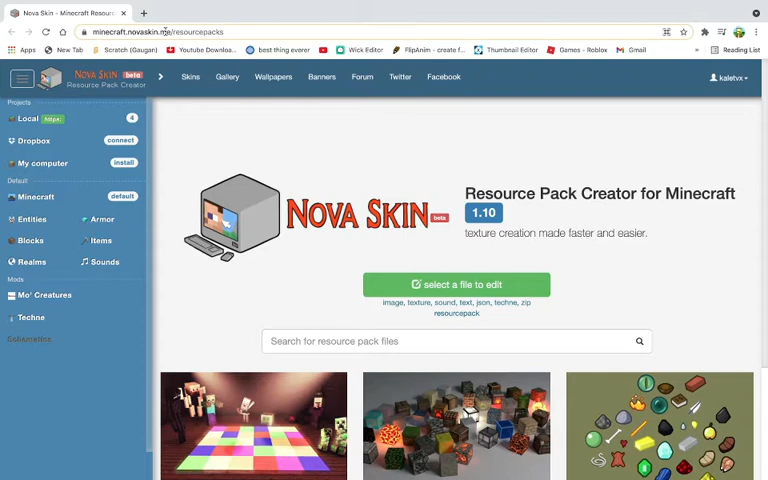 Nova Skin - Minecraft Resour
minecraft.novaskin.me/resourcepacks
Apps New Tab Scratch (Gaugan) Youtube Downloa... best thing everer Wick Editor FlipAnim - create f... Thumbnail Editor Games - Roblox Gmail » Reading List
NOVA SKIN beta
Resource Pack Creator
Skins Gallery Wallpapers Banners Forum Twitter Facebook kaletvx
Projects
Local https: 4
Dropbox connect
My computer install
Default
Minecraft default
Entities Armor
Blocks Items
Realms Sounds
Mods
Mo' Creatures
Techne
Schematics
NOVA SKIN beta
Resource Pack Creator for Minecraft
1.10
texture creation made faster and easier.
select a file to edit
image, texture, sound, text, json, techne, zip
resourcepack
Search for resource pack files